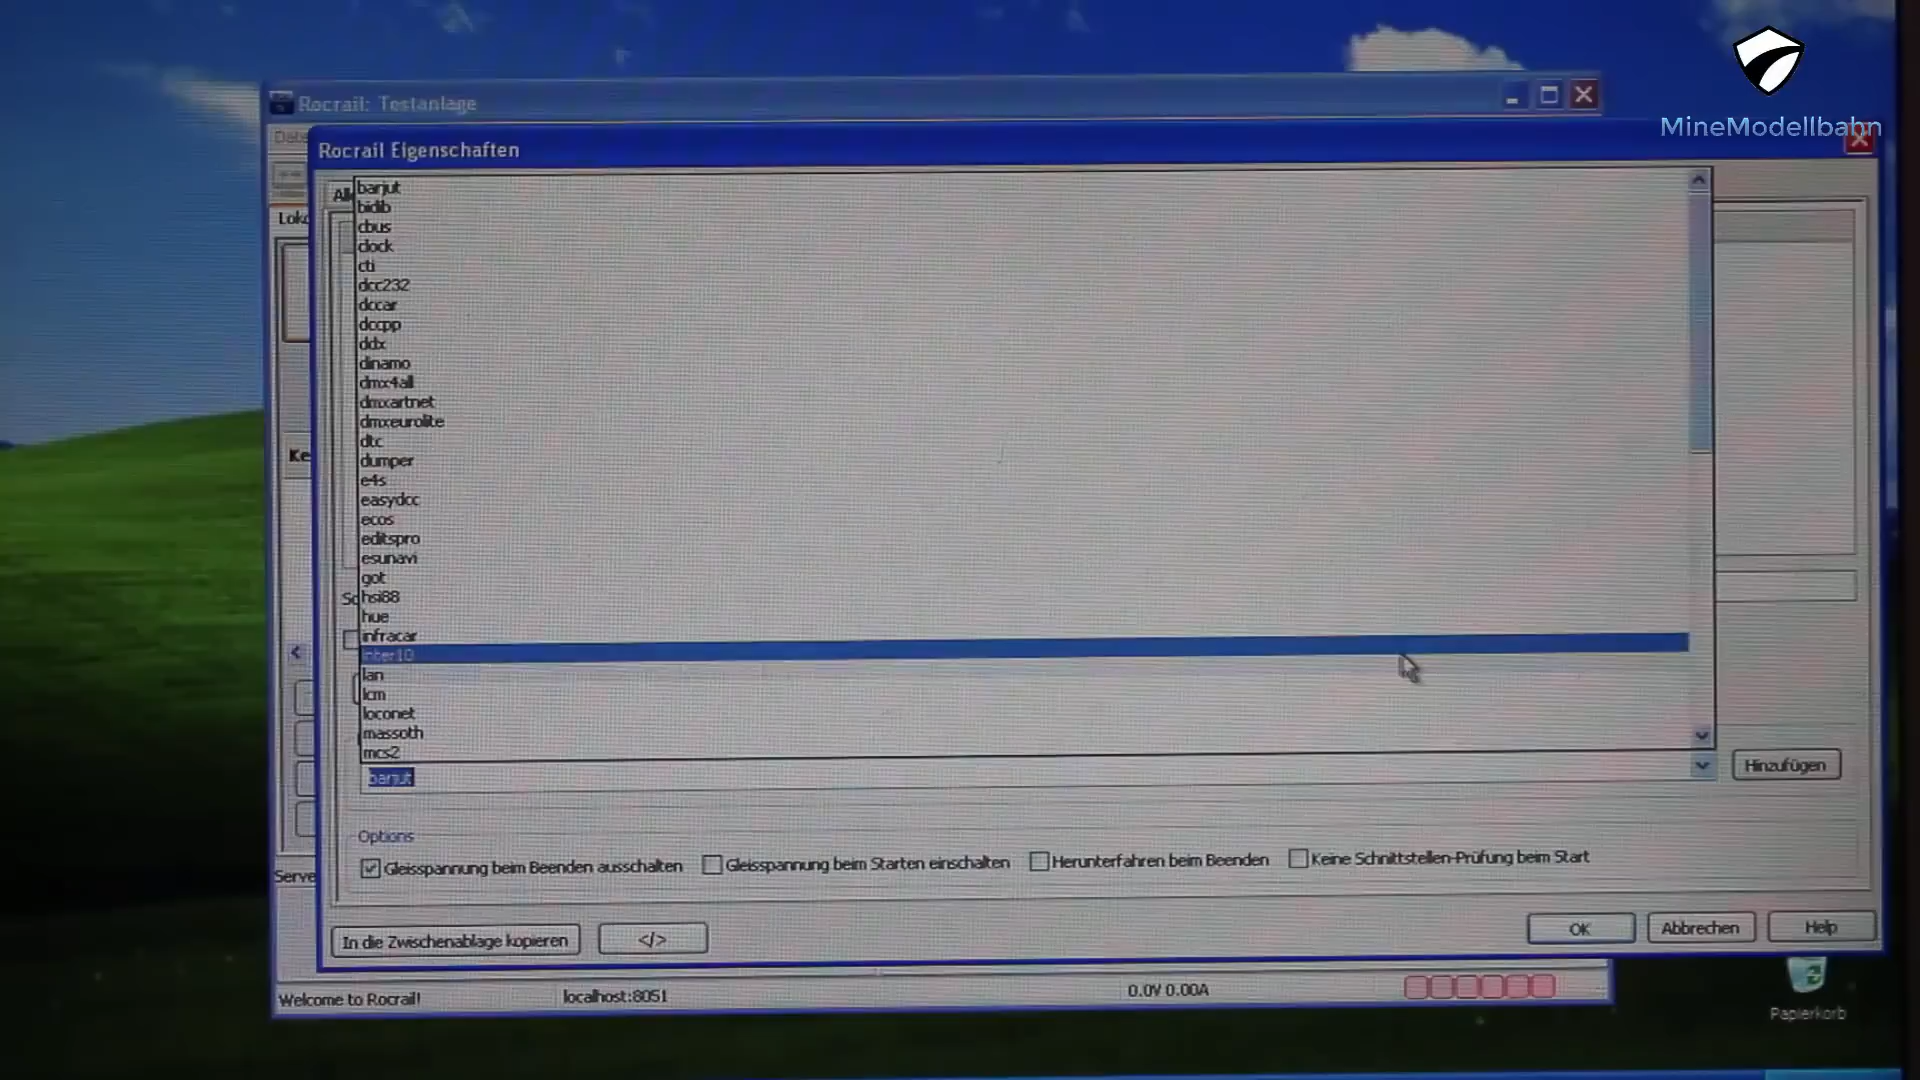 MineModellbahn
Rocrail: Testanlage
Rocrail Eigenschaften
barjut
bidib
cbus
clock
cti
dcc232
dccar
dccpp
ddx
dinamo
dmx4all
dmxartnet
dmxeurolite
dtc
dumper
e4s
easydcc
ecos
editspro
esunavi
got
hsi88
hue
infracar
inter10
lan
lcm
loconet
massoth
mcs2
barjut
Hinzufügen
Options
Gleisspannung beim Beenden ausschalten Gleisspannung beim Starten einschalten Herunterfahren beim Beenden Keine Schnittstellen-Prüfung beim Start
In die Zwischenablage kopieren </> OK Abbrechen Help
Welcome to Rocrail! localhost:8051 0.0V 0.00A
Papierkorb